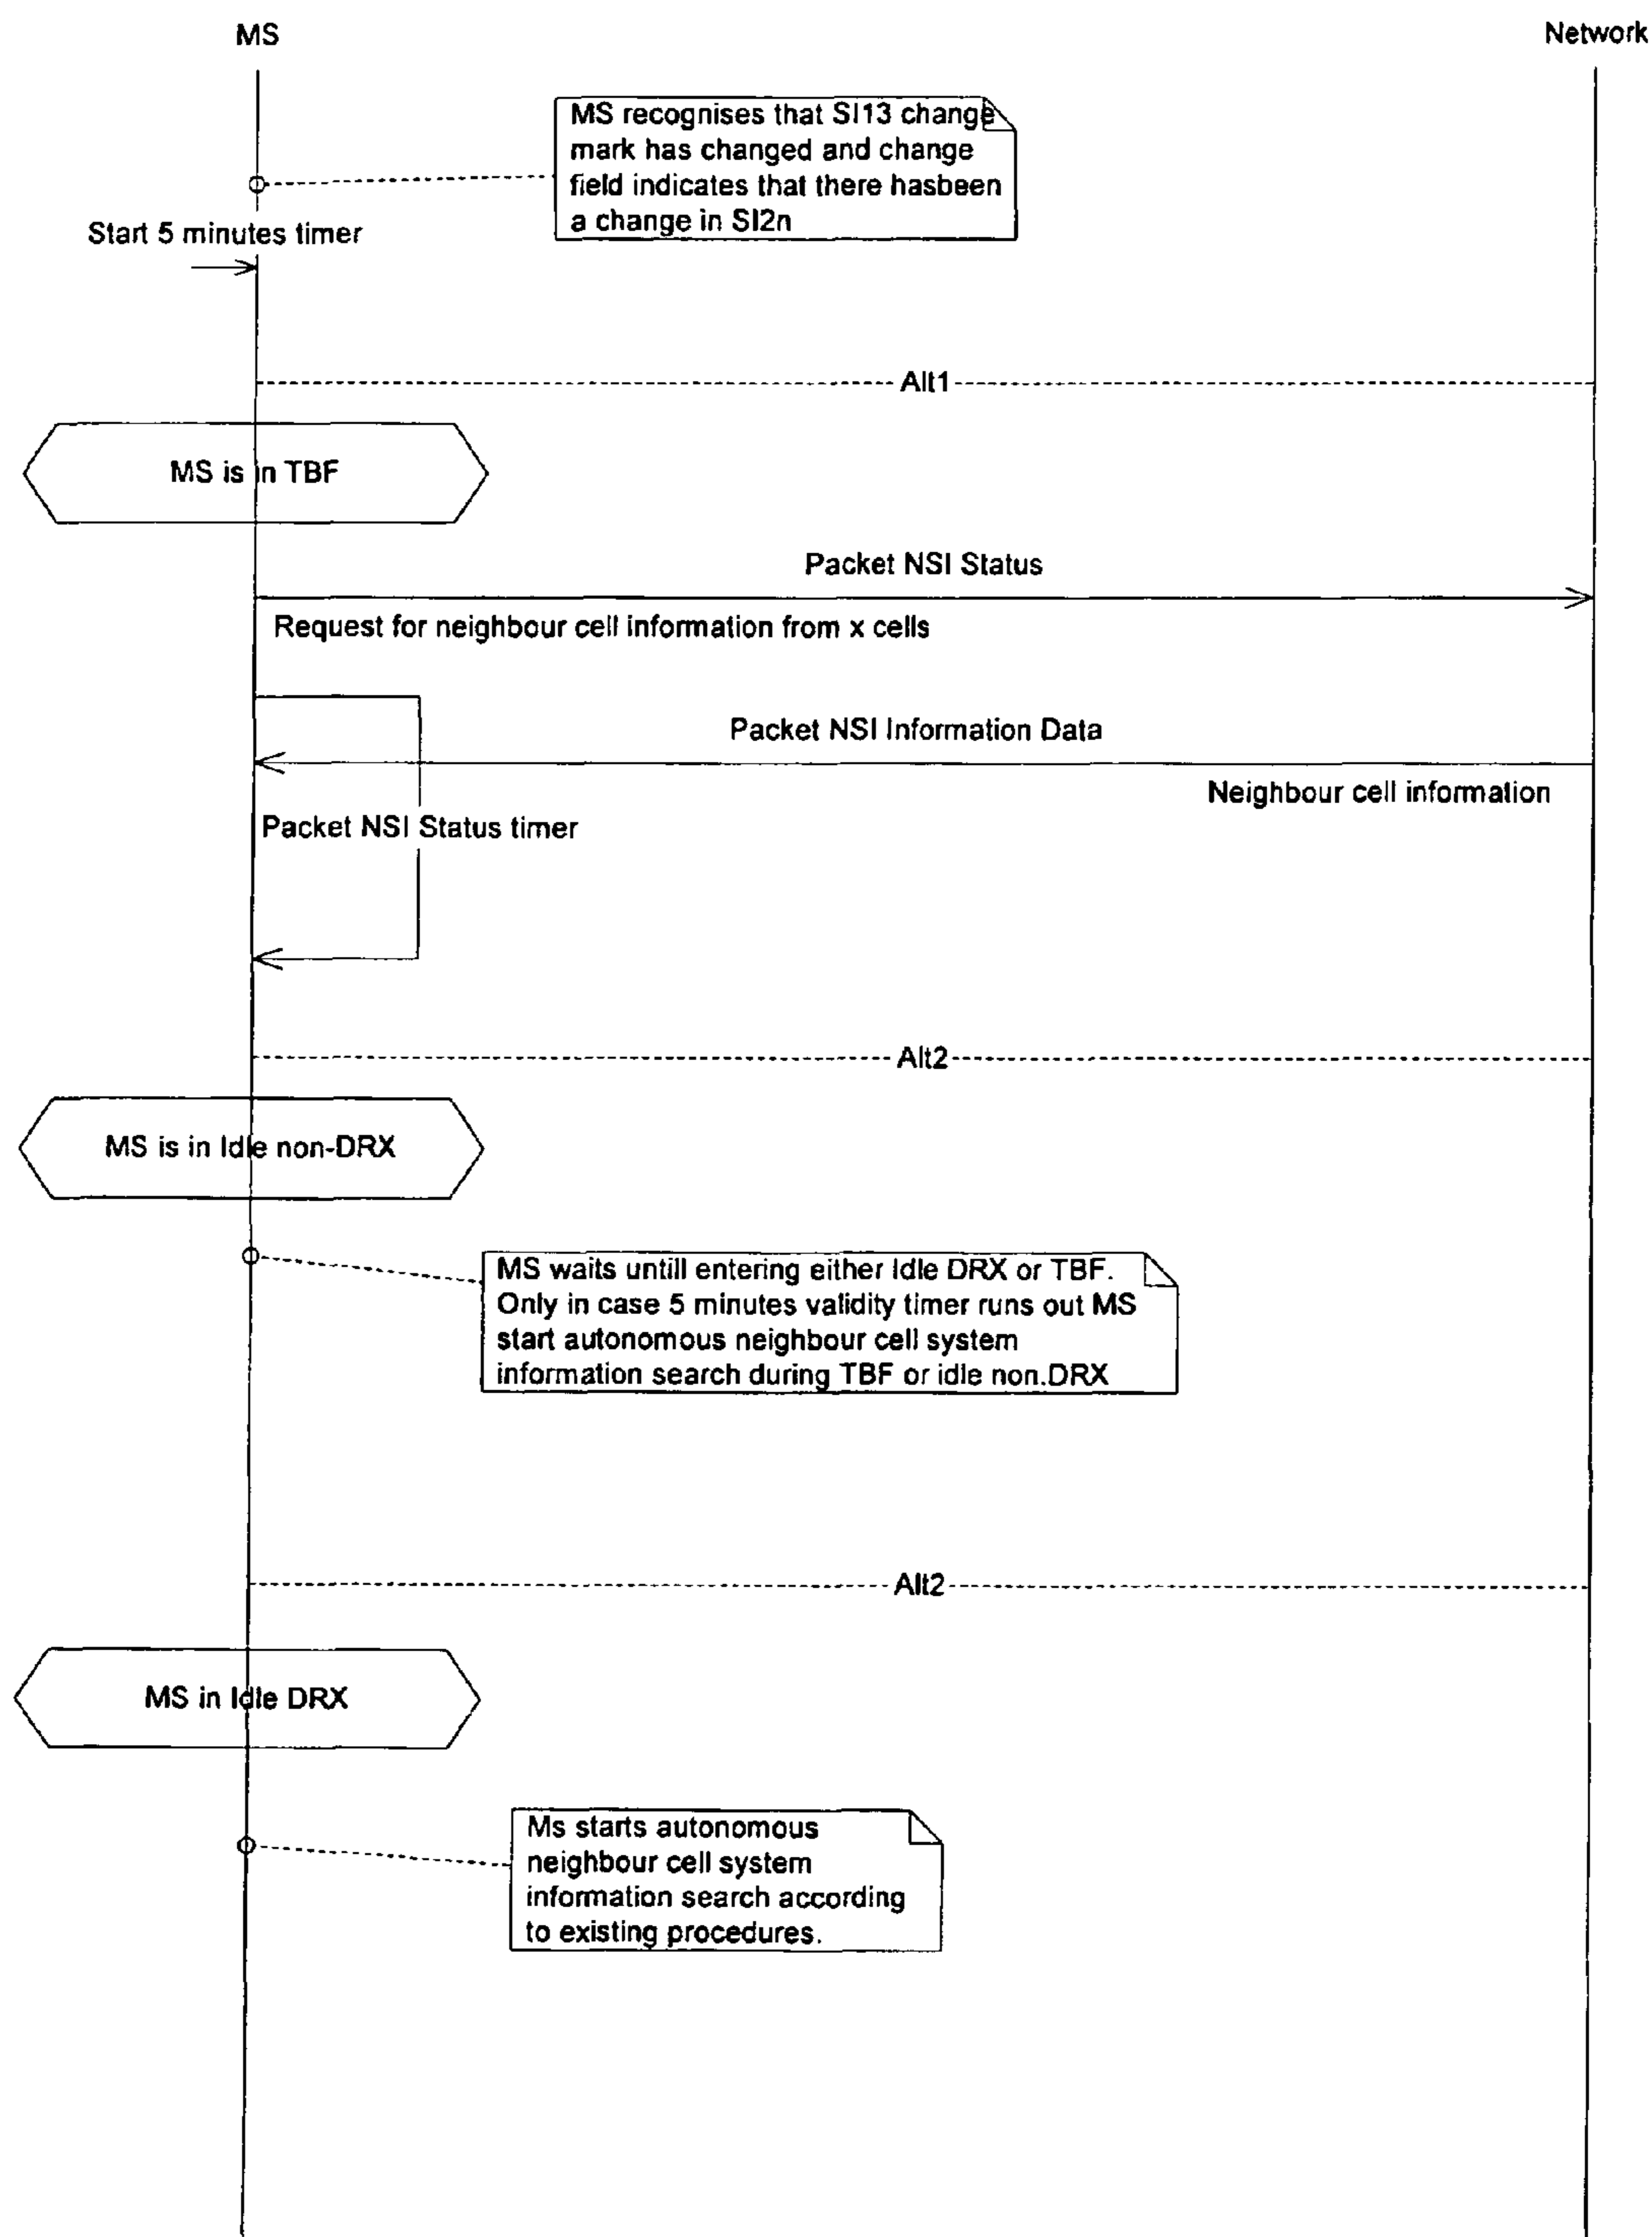 MS
Network
MS recognises that SI13 change
mark has changed and change
field indicates that there hasbeen
a change in SI2n
Start 5 minutes timer
Alt1
MS is in TBF
Packet NSI Status
Request for neighbour cell information from x cells
Packet NSI Information Data
Neighbour cell information
Packet NSI Status timer
Alt2
MS is in Idle non-DRX
MS waits untill entering either Idle DRX or TBF.
Only in case 5 minutes validity timer runs out MS
start autonomous neighbour cell system
information search during TBF or idle non.DRX
Alt2
MS in Idle DRX
Ms starts autonomous
neighbour cell system
information search according
to existing procedures.